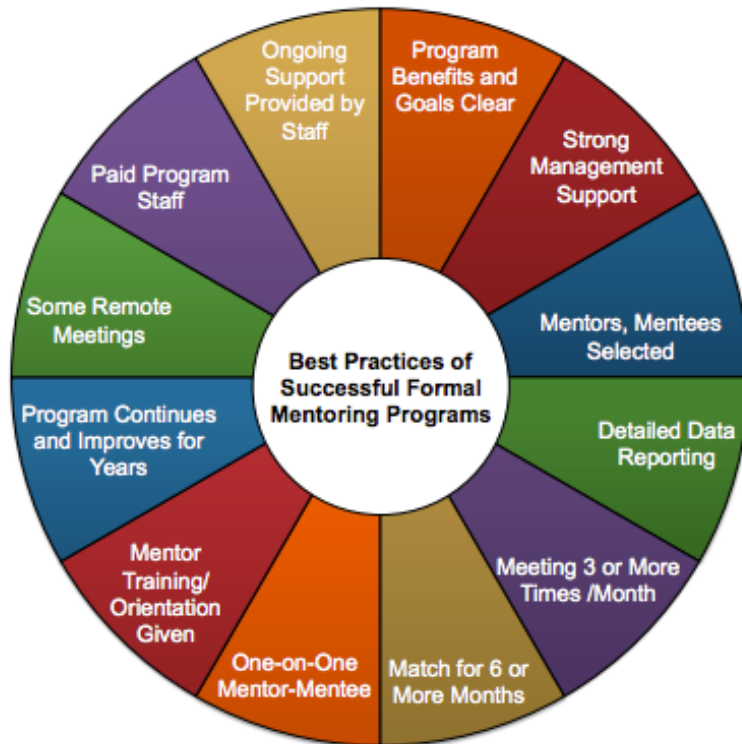 Best Practices of
Successful Formal
Mentoring Programs
Program
Benefits and
Goals Clear
Strong
Management
Support
Mentors, Mentees
Selected
Detailed Data
Reporting
Meeting 3 or More
Times /Month
Match for 6 or
More Months
One-on-One
Mentor-Mentee
Mentor
Training/
Orientation
Given
Program Continues
and Improves for
Years
Some Remote
Meetings
Paid Program
Staff
Ongoing
Support
Provided by
Staff